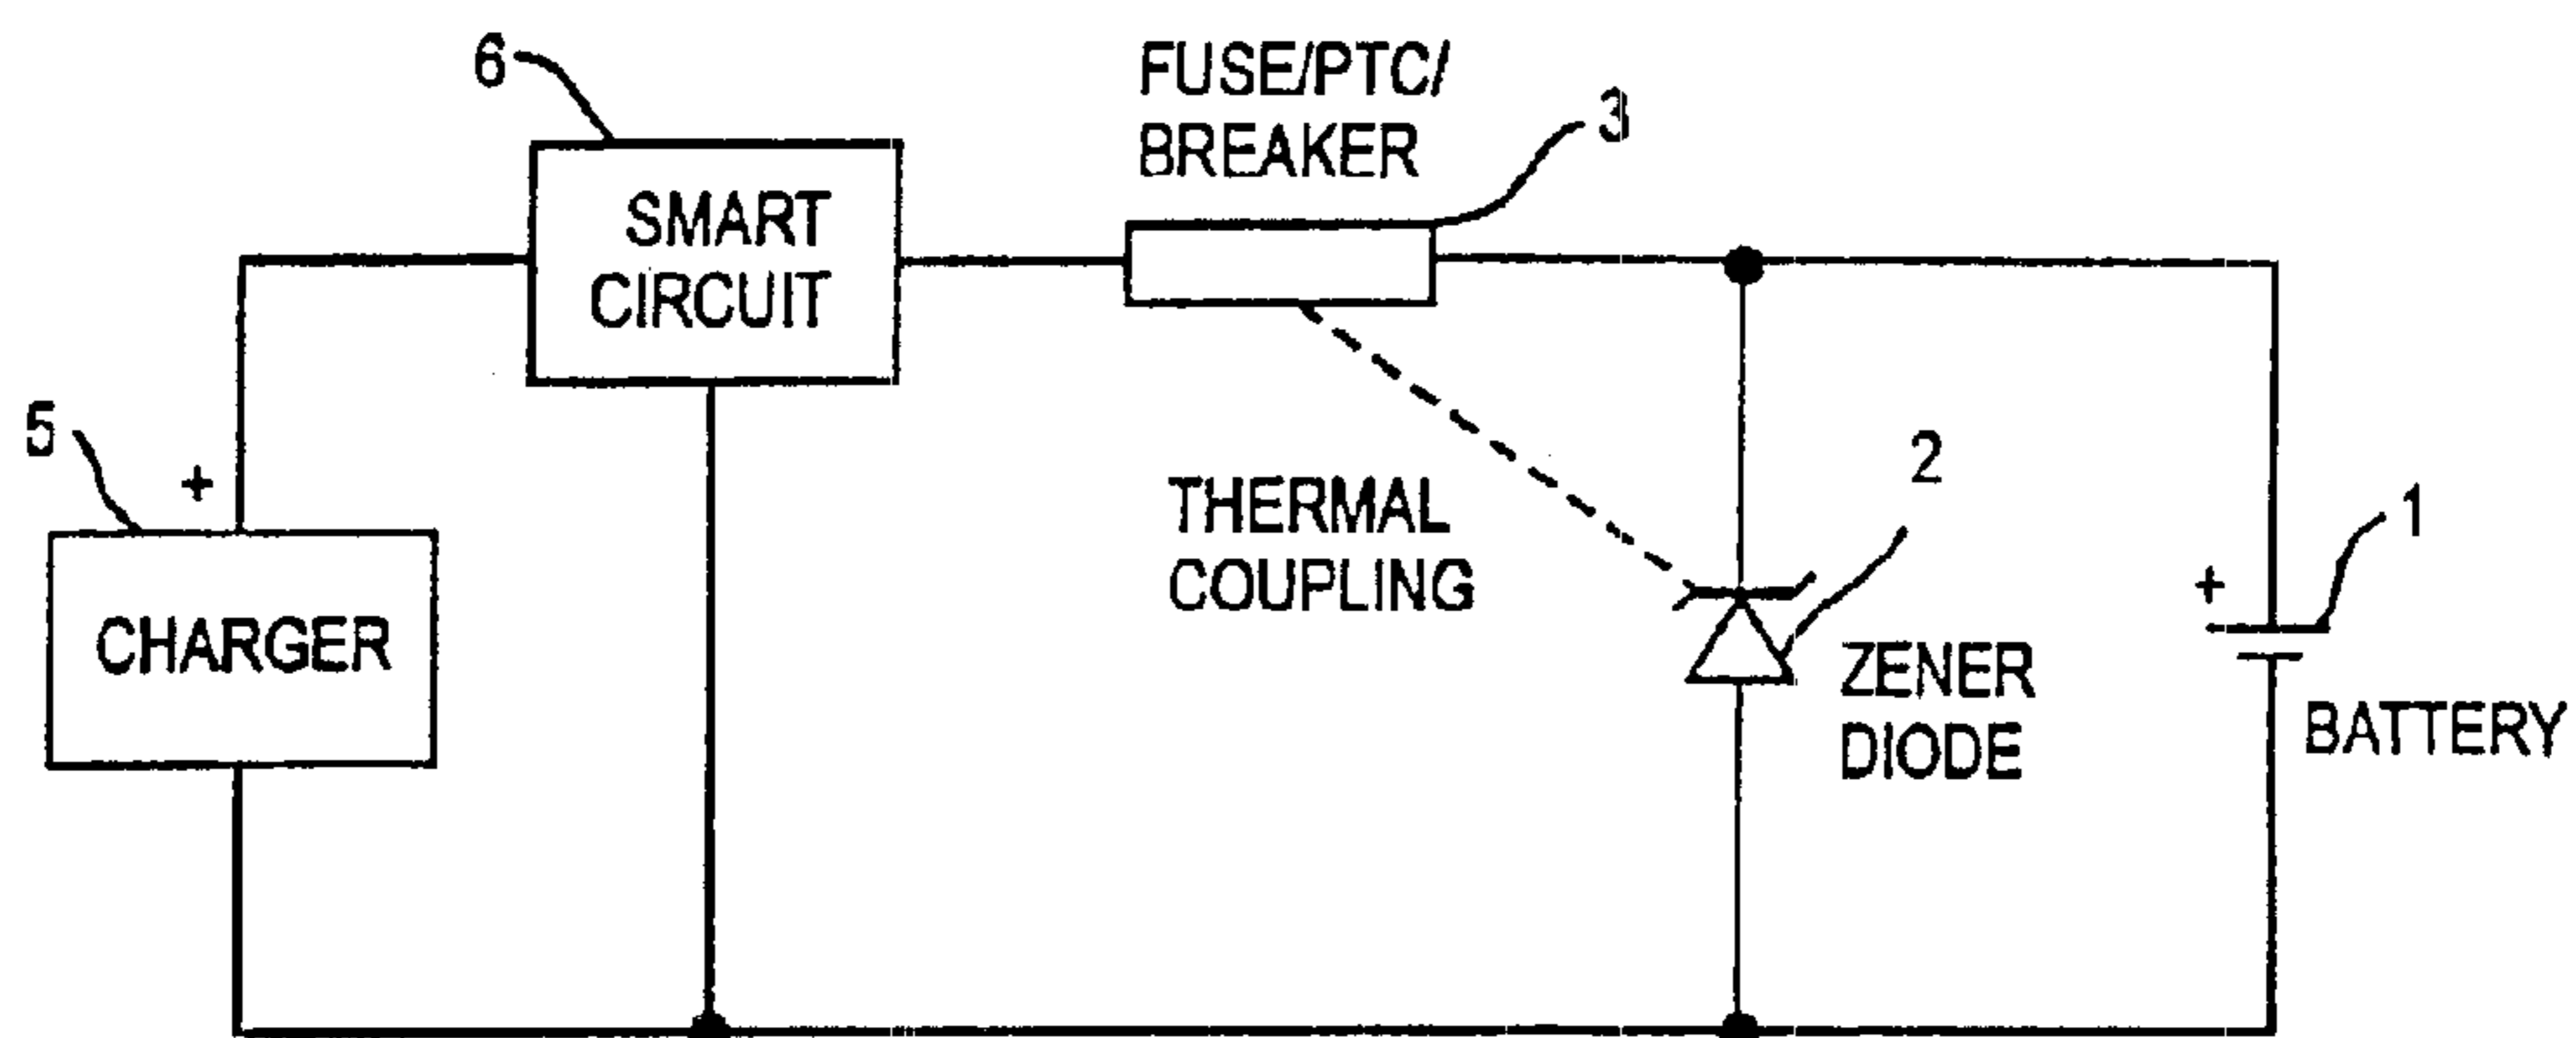 6
FUSE/PTC/
BREAKER
3
SMART
CIRCUIT
5
+
THERMAL
COUPLING
2
1
+
CHARGER
ZENER
DIODE
BATTERY